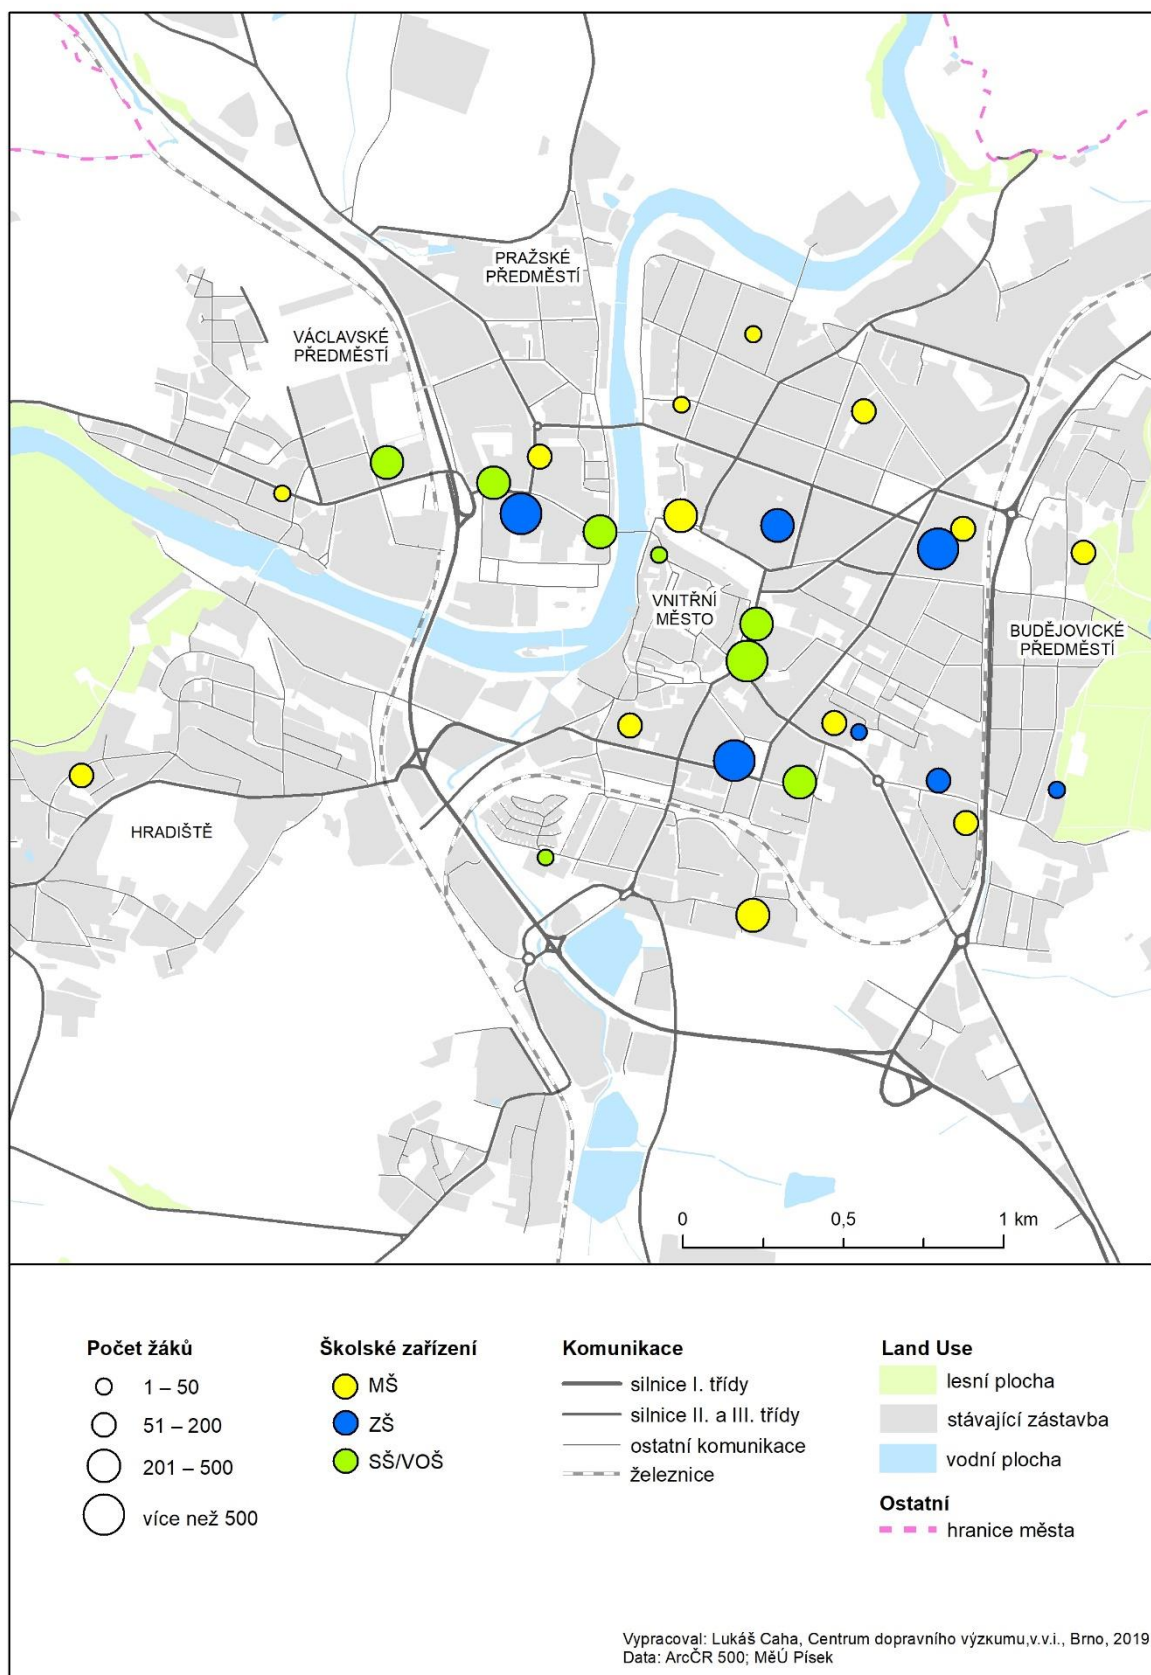 PRAŽSKÉ
PŘEDMĚSTÍ
VÁCLAVSKÉ
PŘEDMĚSTÍ
VNITŘNÍ
MĚSTO
BUDĚJOVICKÉ
PŘEDMĚSTÍ
HRADIŠTĚ
0 0,5 1 km
Počet žáků
1 – 50
51 – 200
201 – 500
více než 500
Školské zařízení
MŠ
ZŠ
SŠ/VOŠ
Komunikace
silnice I. třídy
silnice II. a III. třídy
ostatní komunikace
železnice
Land Use
lesní plocha
stávající zástavba
vodní plocha
Ostatní
hranice města
Vypracoval: Lukáš Caha, Centrum dopravního výzкumu,v.v.i., Brno, 2019
Data: ArcČR 500; MěÚ Písek